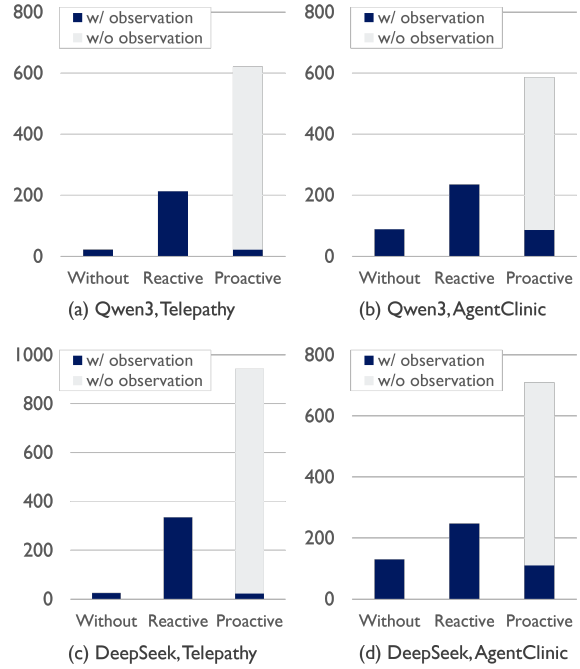 800
w/ observation
w/o observation
600
400
200
0
Without Reactive Proactive
(a) Qwen3, Telepathy
800
w/ observation
w/o observation
600
400
200
0
Without Reactive Proactive
(b) Qwen3, AgentClinic
1000
w/ observation
w/o observation
800
600
400
200
0
Without Reactive Proactive
(c) DeepSeek, Telepathy
800
w/ observation
w/o observation
600
400
200
0
Without Reactive Proactive
(d) DeepSeek, AgentClinic